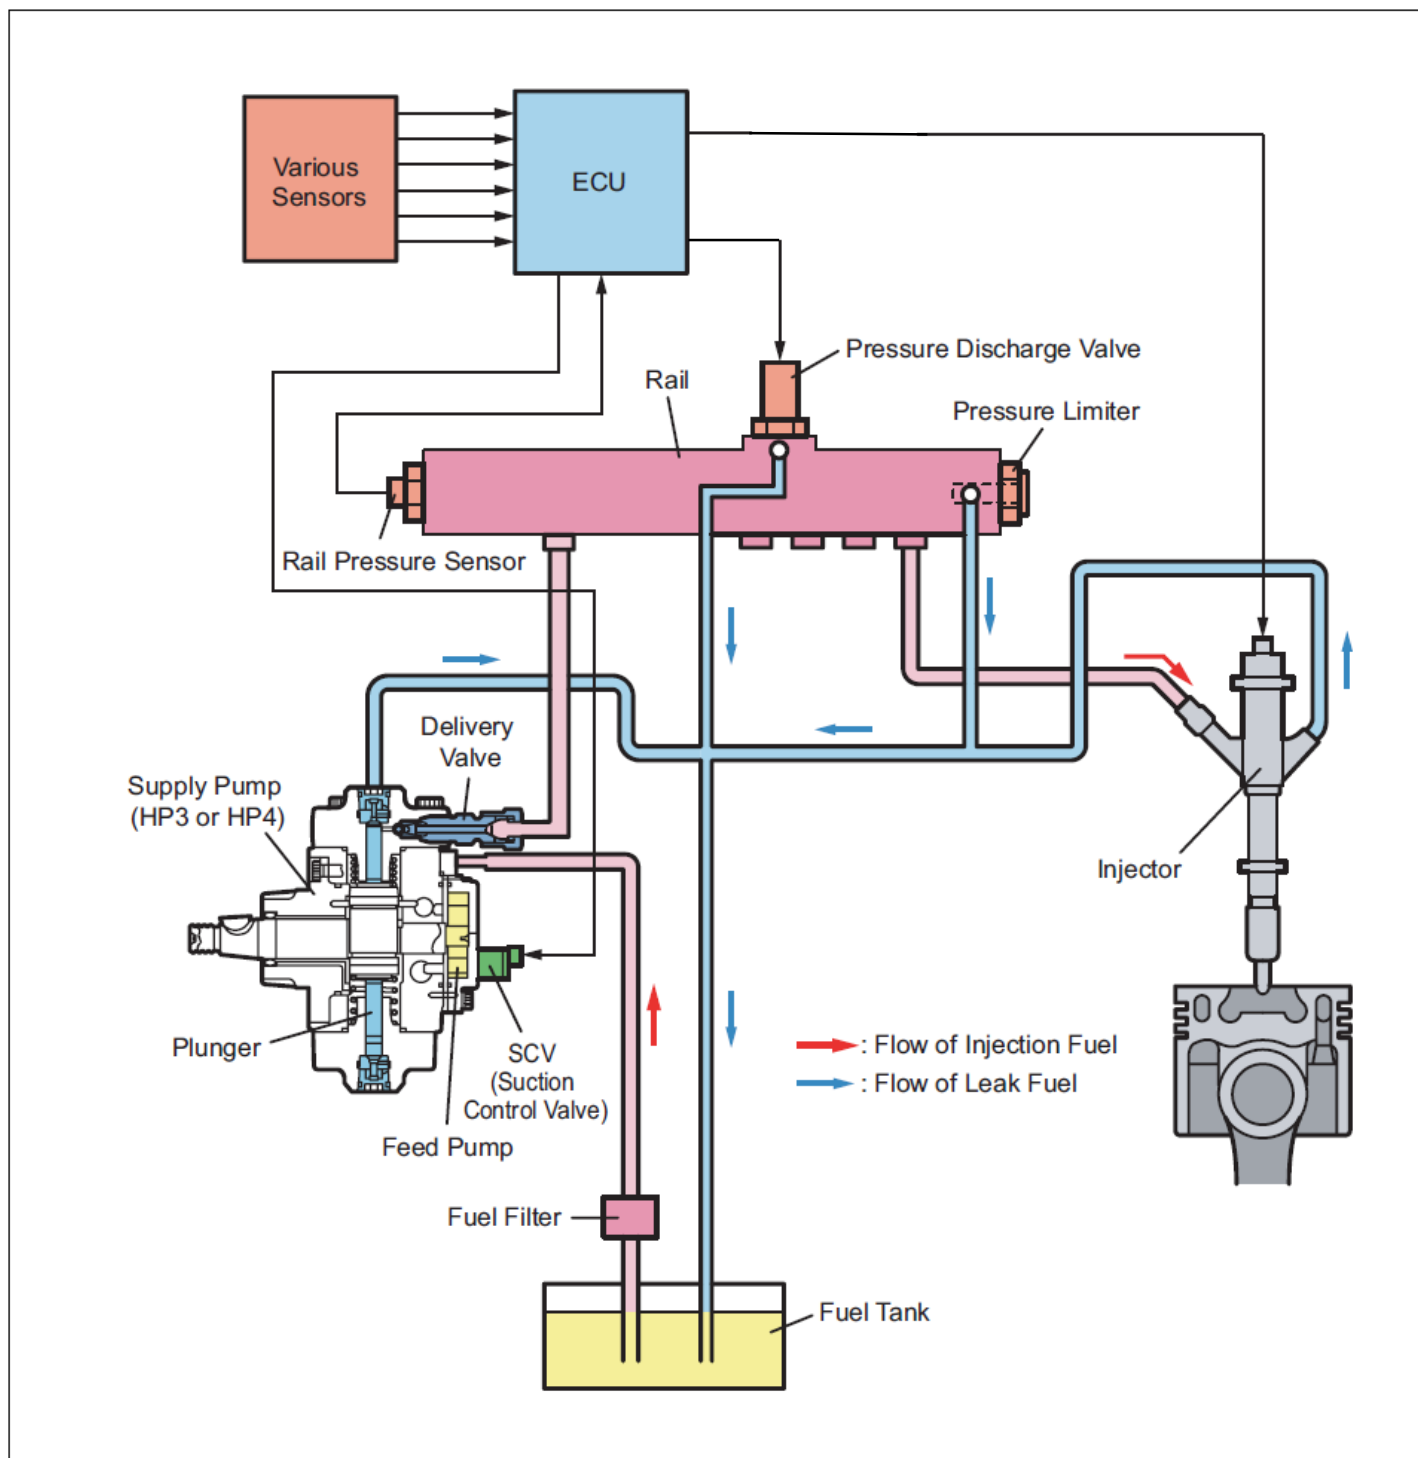 Various
Sensors
ECU
Pressure Discharge Valve
Rail
Pressure Limiter
Rail Pressure Sensor
Delivery
Valve
Supply Pump
(HP3 or HP4)
Injector
Plunger
SCV
(Suction
Control Valve)
Feed Pump
: Flow of Injection Fuel
: Flow of Leak Fuel
Fuel Filter
Fuel Tank